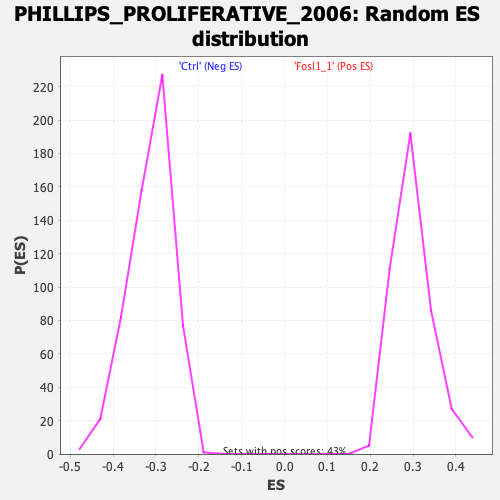 PHILLIPS_PROLIFERATIVE_2006: Random ES
distribution
'Ctrl' (Neg ES)
'Fosl1_1' (Pos ES)
220
200
180
160
140
120
100
80
60
40
20
0
P(ES)
Sets with pos scores: 43%
-0.5 -0.4 -0.3 -0.2 -0.1 0.0 0.1 0.2 0.3 0.4
ES